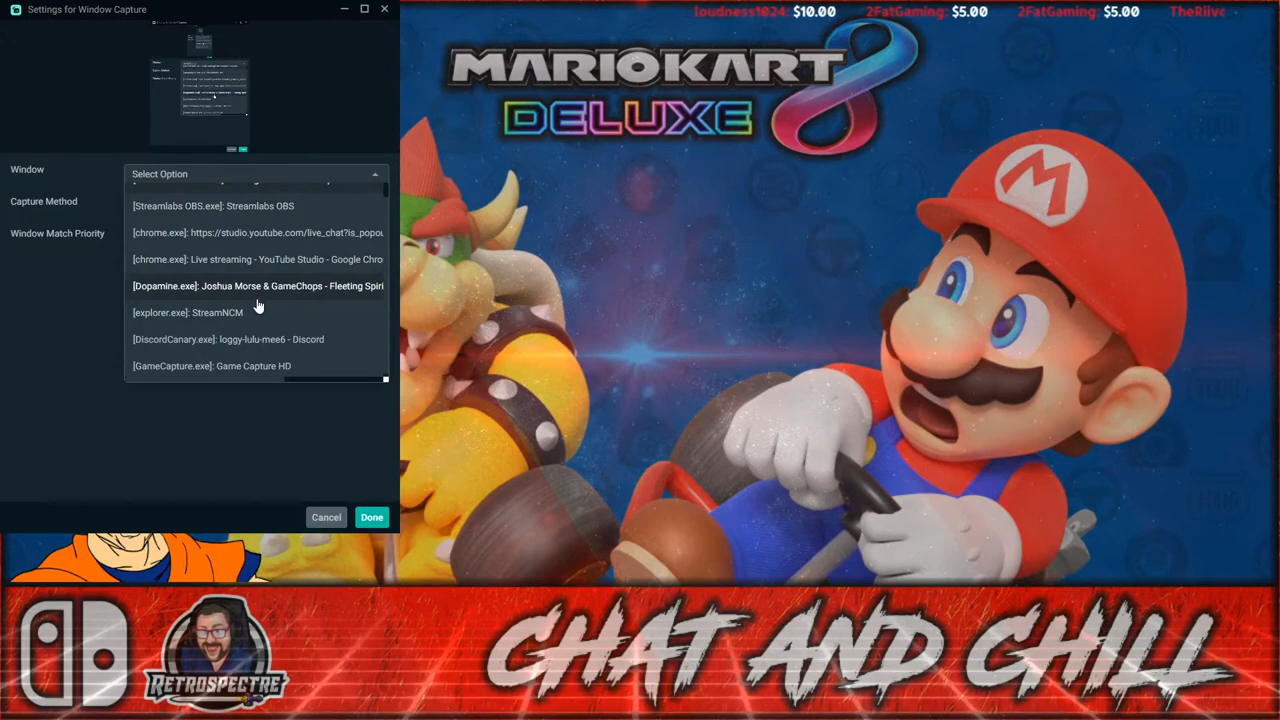 Settings for Window Capture
loudness1024: $10.00 2FatGaming: $5.00 2FatGaming: $5.00 TheRiivo
MARIOKART 8
DELUXE
Window
Select Option
Capture Method
Window Match Priority
[Streamlabs OBS.exe]: Streamlabs OBS
[chrome.exe]: https://studio.youtube.com/live_chat?is_popou
[chrome.exe]: Live streaming - YouTube Studio - Google Chro
[Dopamine.exe]: Joshua Morse & GameChops - Fleeting Spiri
[explorer.exe]: StreamNCM
[DiscordCanary.exe]: loggy-lulu-mee6 - Discord
[GameCapture.exe]: Game Capture HD
Cancel
Done
M
RETROSPECTRE
CHAT AND CHILL